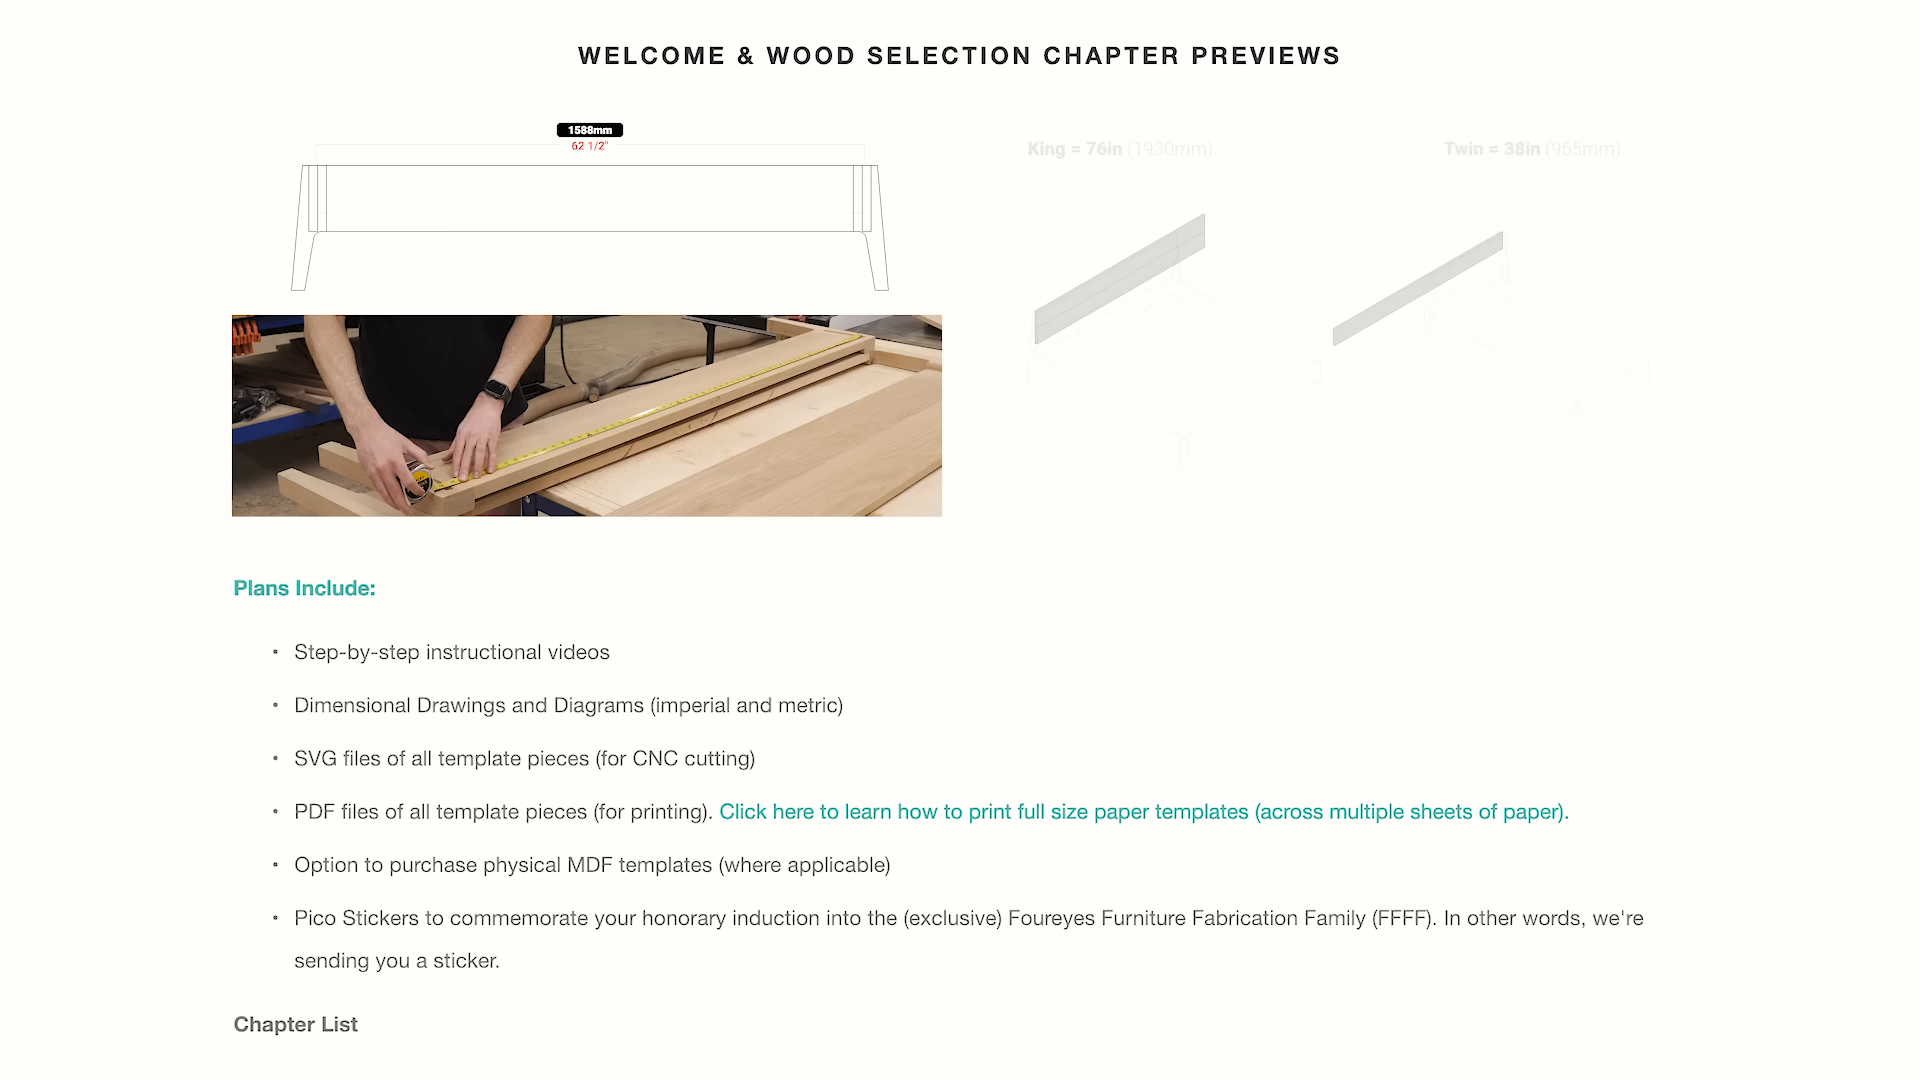 WELCOME & WOOD SELECTION CHAPTER PREVIEWS
1588mm
62 1/2"
King = 76in (1930mm)
Twin = 38in (965mm)
Plans Include:
• Step-by-step instructional videos
• Dimensional Drawings and Diagrams (imperial and metric)
• SVG files of all template pieces (for CNC cutting)
• PDF files of all template pieces (for printing). Click here to learn how to print full size paper templates (across multiple sheets of paper).
• Option to purchase physical MDF templates (where applicable)
• Pico Stickers to commemorate your honorary induction into the (exclusive) Foureyes Furniture Fabrication Family (FFFF). In other words, we're
sending you a sticker.
Chapter List